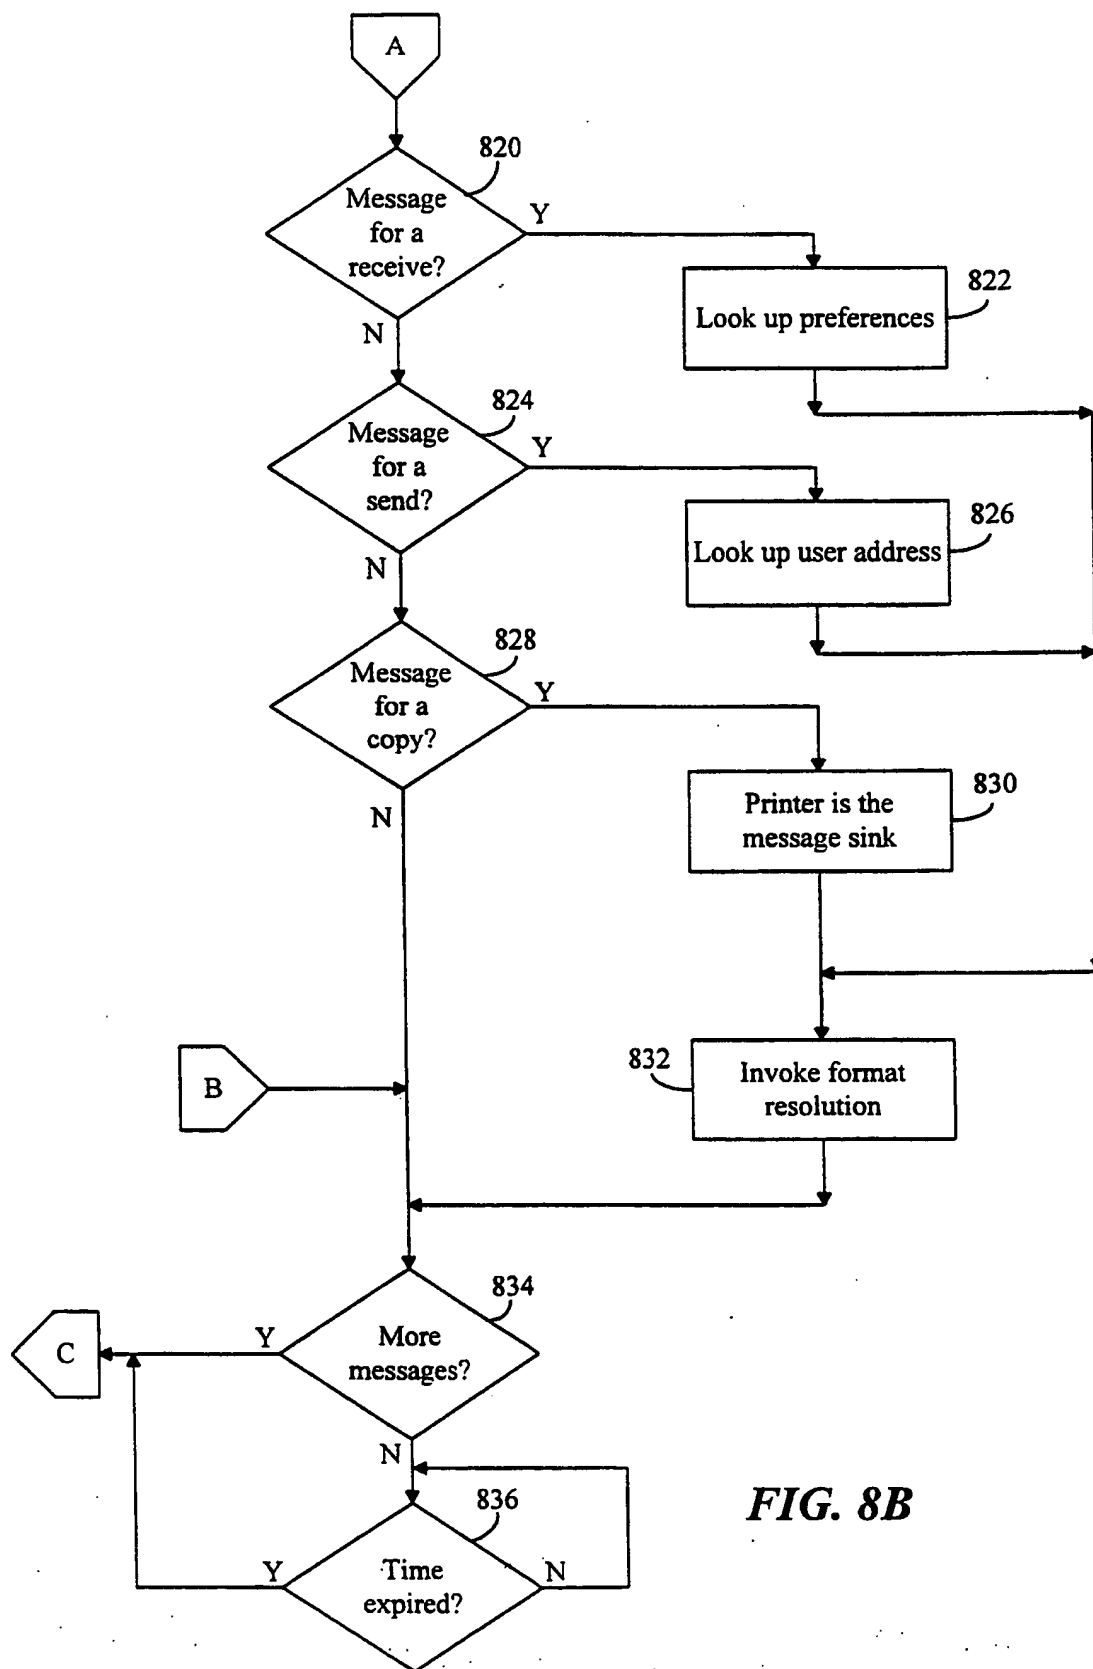 A
820
Message
for a
receive?
Y
N
822
Look up preferences
824
Message
for a
send?
Y
N
826
Look up user address
828
Message
for a
copy?
Y
N
830
Printer is the
message sink
B
832
Invoke format
resolution
834
More
messages?
Y
N
C
836
Time
expired?
Y
N
FIG. 8B